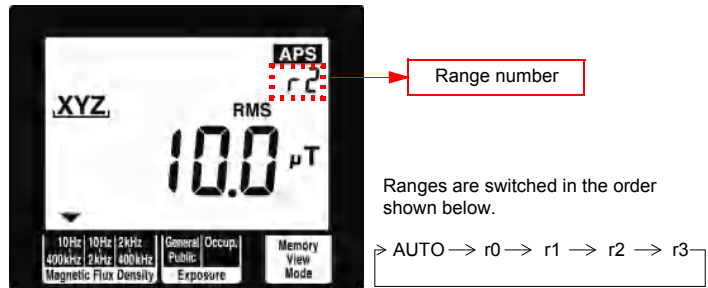 APS
r2
Range number
XYZ
RMS
10.0 µT
Ranges are switched in the order
shown below.
AUTO → r0 → r1 → r2 → r3
10Hz 10Hz 2kHz General Occup. Memory
400kHz 2kHz 400kHz Public View
Magnetic Flux Density Exposure Mode